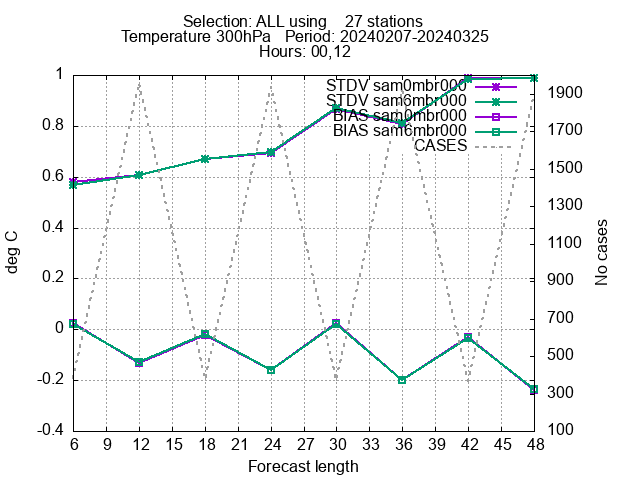 Selection: ALL using    27 stations
Temperature 300hPa   Period: 20240207-20240325
Hours: 00,12
STDV sam0mbr000
STDV sam6mbr000
BIAS sam0mbr000
BIAS sam6mbr000
CASES
deg C
1
0.8
0.6
0.4
0.2
0
-0.2
-0.4
No cases
1900
1700
1500
1300
1100
900
700
500
300
100
6 9 12 15 18 21 24 27 30 33 36 39 42 45 48
Forecast length